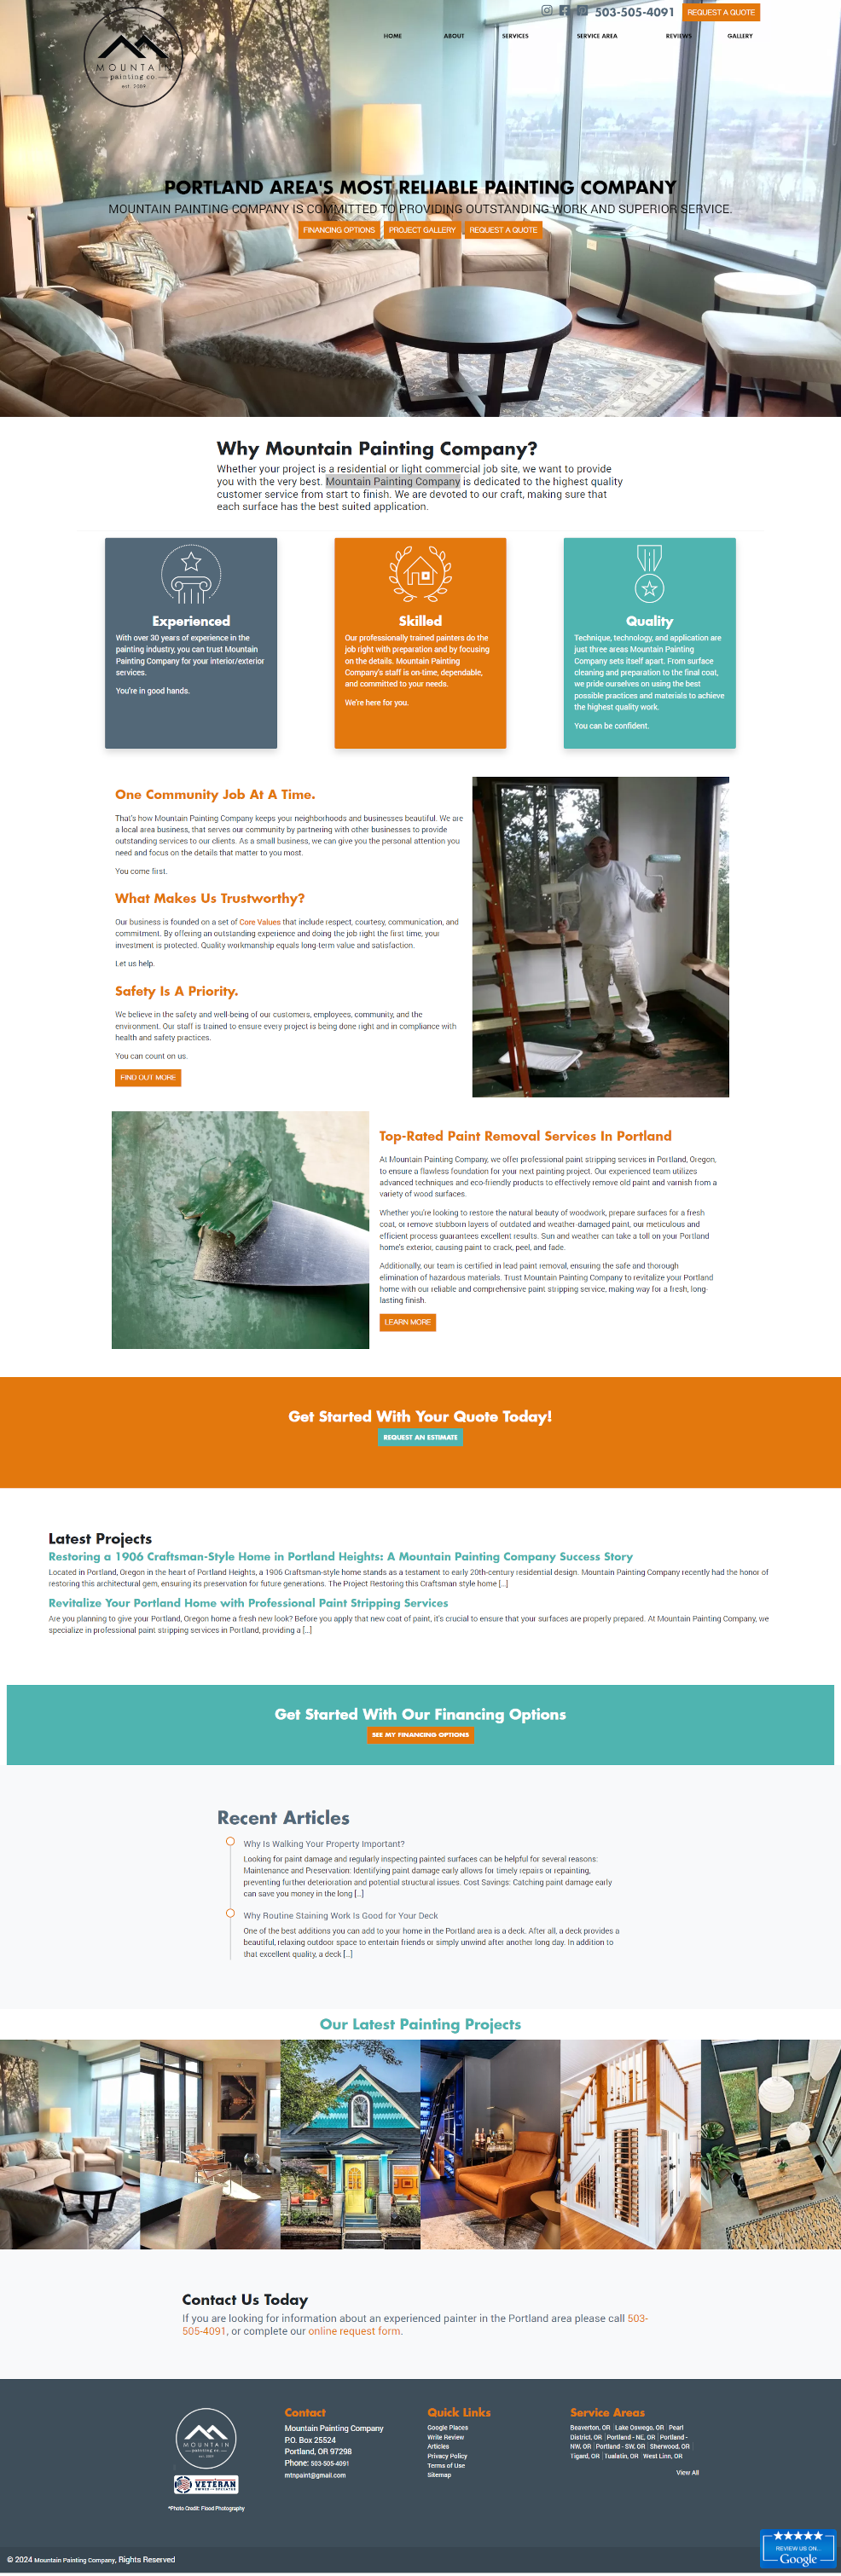 503-505-4091 REQUEST A QUOTE
HOME ABOUT SERVICES SERVICE AREA REVIEWS GALLERY
MOUNTAIN
painting co.
est. 2009
PORTLAND AREA'S MOST RELIABLE PAINTING COMPANY
MOUNTAIN PAINTING COMPANY IS COMMITTED TO PROVIDING OUTSTANDING WORK AND SUPERIOR SERVICE.
FINANCING OPTIONS PROJECT GALLERY REQUEST A QUOTE
Why Mountain Painting Company?
Whether your project is a residential or light commercial job site, we want to provide
you with the very best. Mountain Painting Company is dedicated to the highest quality
customer service from start to finish. We are devoted to our craft, making sure that
each surface has the best suited application.
Experienced
With over 30 years of experience in the
painting industry, you can trust Mountain
Painting Company for your interior/exterior
services.
You're in good hands.
Skilled
Our professionally trained painters do the
job right with preparation and by focusing
on the details. Mountain Painting
Company's staff is on-time, dependable,
and committed to your needs.
We're here for you.
Quality
Technique, technology, and application are
just three areas Mountain Painting
Company sets itself apart. From surface
cleaning and preparation to the final coat,
we pride ourselves on using the best
possible practices and materials to achieve
the highest quality work.
You can be confident.
One Community Job At A Time.
That's how Mountain Painting Company keeps your neighborhoods and businesses beautiful. We are
a local area business, that serves our community by partnering with other businesses to provide
outstanding services to our clients. As a small business, we can give you the personal attention you
need and focus on the details that matter to you most.
You come first.
What Makes Us Trustworthy?
Our business is founded on a set of Core Values that include respect, courtesy, communication, and
commitment. By offering an outstanding experience and doing the job right the first time, your
investment is protected. Quality workmanship equals long-term value and satisfaction.
Let us help.
Safety Is A Priority.
We believe in the safety and well-being of our customers, employees, community, and the
environment. Our staff is trained to ensure every project is being done right and in compliance with
health and safety practices.
You can count on us.
FIND OUT MORE
Top-Rated Paint Removal Services In Portland
At Mountain Painting Company, we offer professional paint stripping services in Portland, Oregon,
to ensure a flawless foundation for your next painting project. Our experienced team utilizes
advanced techniques and eco-friendly products to effectively remove old paint and varnish from a
variety of wood surfaces.
Whether you're looking to restore the natural beauty of woodwork, prepare surfaces for a fresh
coat, or remove stubborn layers of outdated and weather-damaged paint, our meticulous and
efficient process guarantees excellent results. Sun and weather can take a toll on your Portland
home's exterior, causing paint to crack, peel, and fade.
Additionally, our team is certified in lead paint removal, ensuring the safe and thorough
elimination of hazardous materials. Trust Mountain Painting Company to revitalize your Portland
home with our reliable and comprehensive paint stripping service, making way for a fresh, long-
lasting finish.
LEARN MORE
Get Started With Your Quote Today!
REQUEST AN ESTIMATE
Latest Projects
Restoring a 1906 Craftsman-Style Home in Portland Heights: A Mountain Painting Company Success Story
Located in Portland, Oregon in the heart of Portland Heights, a 1906 Craftsman-style home stands as a testament to early 20th-century residential design. Mountain Painting Company recently had the honor of
restoring this architectural gem, ensuring its preservation for future generations. The Project Restoring this Craftsman style home [...]
Revitalize Your Portland Home with Professional Paint Stripping Services
Are you planning to give your Portland, Oregon home a fresh new look? Before you apply that new coat of paint, it's crucial to ensure that your surfaces are properly prepared. At Mountain Painting Company, we
specialize in professional paint stripping services in Portland, providing a [...]
Get Started With Our Financing Options
SEE MY FINANCING OPTIONS
Recent Articles
Why Is Walking Your Property Important?
Looking for paint damage and regularly inspecting painted surfaces can be helpful for several reasons:
Maintenance and Preservation: Identifying paint damage early allows for timely repairs or repainting,
preventing further deterioration and potential structural issues. Cost Savings: Catching paint damage early
can save you money in the long [...]
Why Routine Staining Work Is Good for Your Deck
One of the best additions you can add to your home in the Portland area is a deck. After all, a deck provides a
beautiful, relaxing outdoor space to entertain friends or simply unwind after another long day. In addition to
that excellent quality, a deck [...]
Our Latest Painting Projects
Contact Us Today
If you are looking for information about an experienced painter in the Portland area please call 503-
505-4091, or complete our online request form.
MOUNTAIN
painting co.
VETERAN
*Photo Credit: Flood Photography
Contact
Mountain Painting Company
P.O. Box 25524
Portland, OR 97298
Phone: 503-505-4091
mtnpaint@gmail.com
Quick Links
Google Places
Write Review
Articles
Privacy Policy
Terms of Use
Sitemap
Service Areas
Beaverton, OR | Lake Oswego, OR | Pearl
District, OR | Portland - NE, OR | Portland -
NW, OR | Portland - SW, OR | Sherwood, OR |
Tigard, OR | Tualatin, OR | West Linn, OR
View All
© 2024 Mountain Painting Company, Rights Reserved
REVIEW US ON...
Google